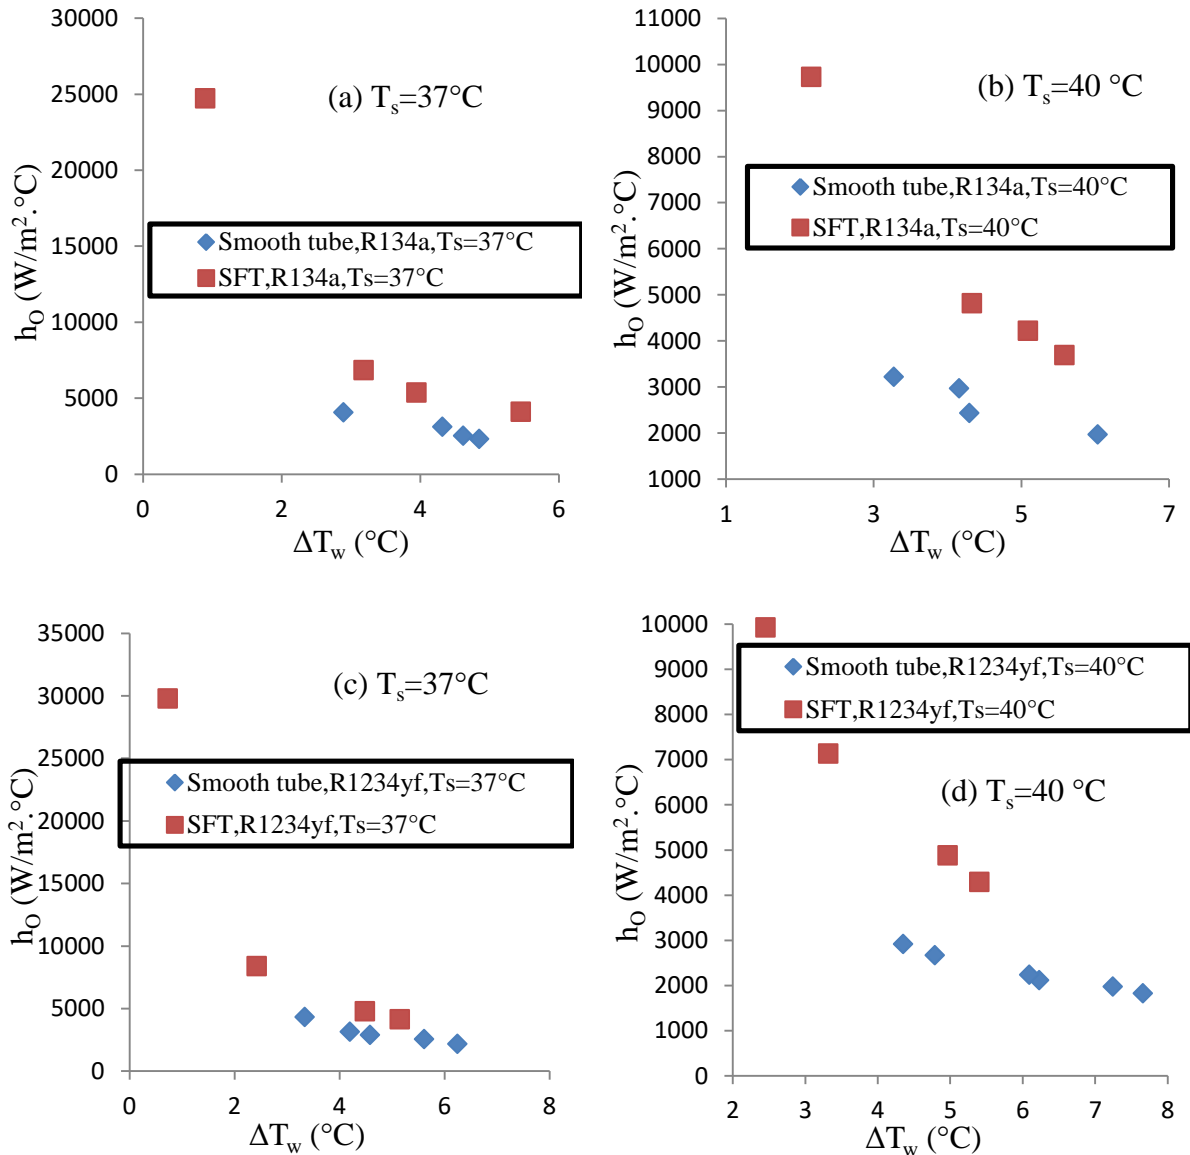 30000
25000
20000
15000
10000
5000
0
0
2
4
6
h_O (W/m².°C)
ΔT_w (°C)
(a) T_s=37°C
Smooth tube,R134a,Ts=37°C
SFT,R134a,Ts=37°C
11000
10000
9000
8000
7000
6000
5000
4000
3000
2000
1000
1
3
5
7
h_O (W/m².°C)
ΔT_w (°C)
(b) T_s=40 °C
Smooth tube,R134a,Ts=40°C
SFT,R134a,Ts=40°C
35000
30000
25000
20000
15000
10000
5000
0
0
2
4
6
8
h_O (W/m².°C)
ΔT_w (°C)
(c) T_s=37°C
Smooth tube,R1234yf,Ts=37°C
SFT,R1234yf,Ts=37°C
10000
9000
8000
7000
6000
5000
4000
3000
2000
1000
0
2
3
4
5
6
7
8
h_O (W/m².°C)
ΔT_w (°C)
(d) T_s=40 °C
Smooth tube,R1234yf,Ts=40°C
SFT,R1234yf,Ts=40°C